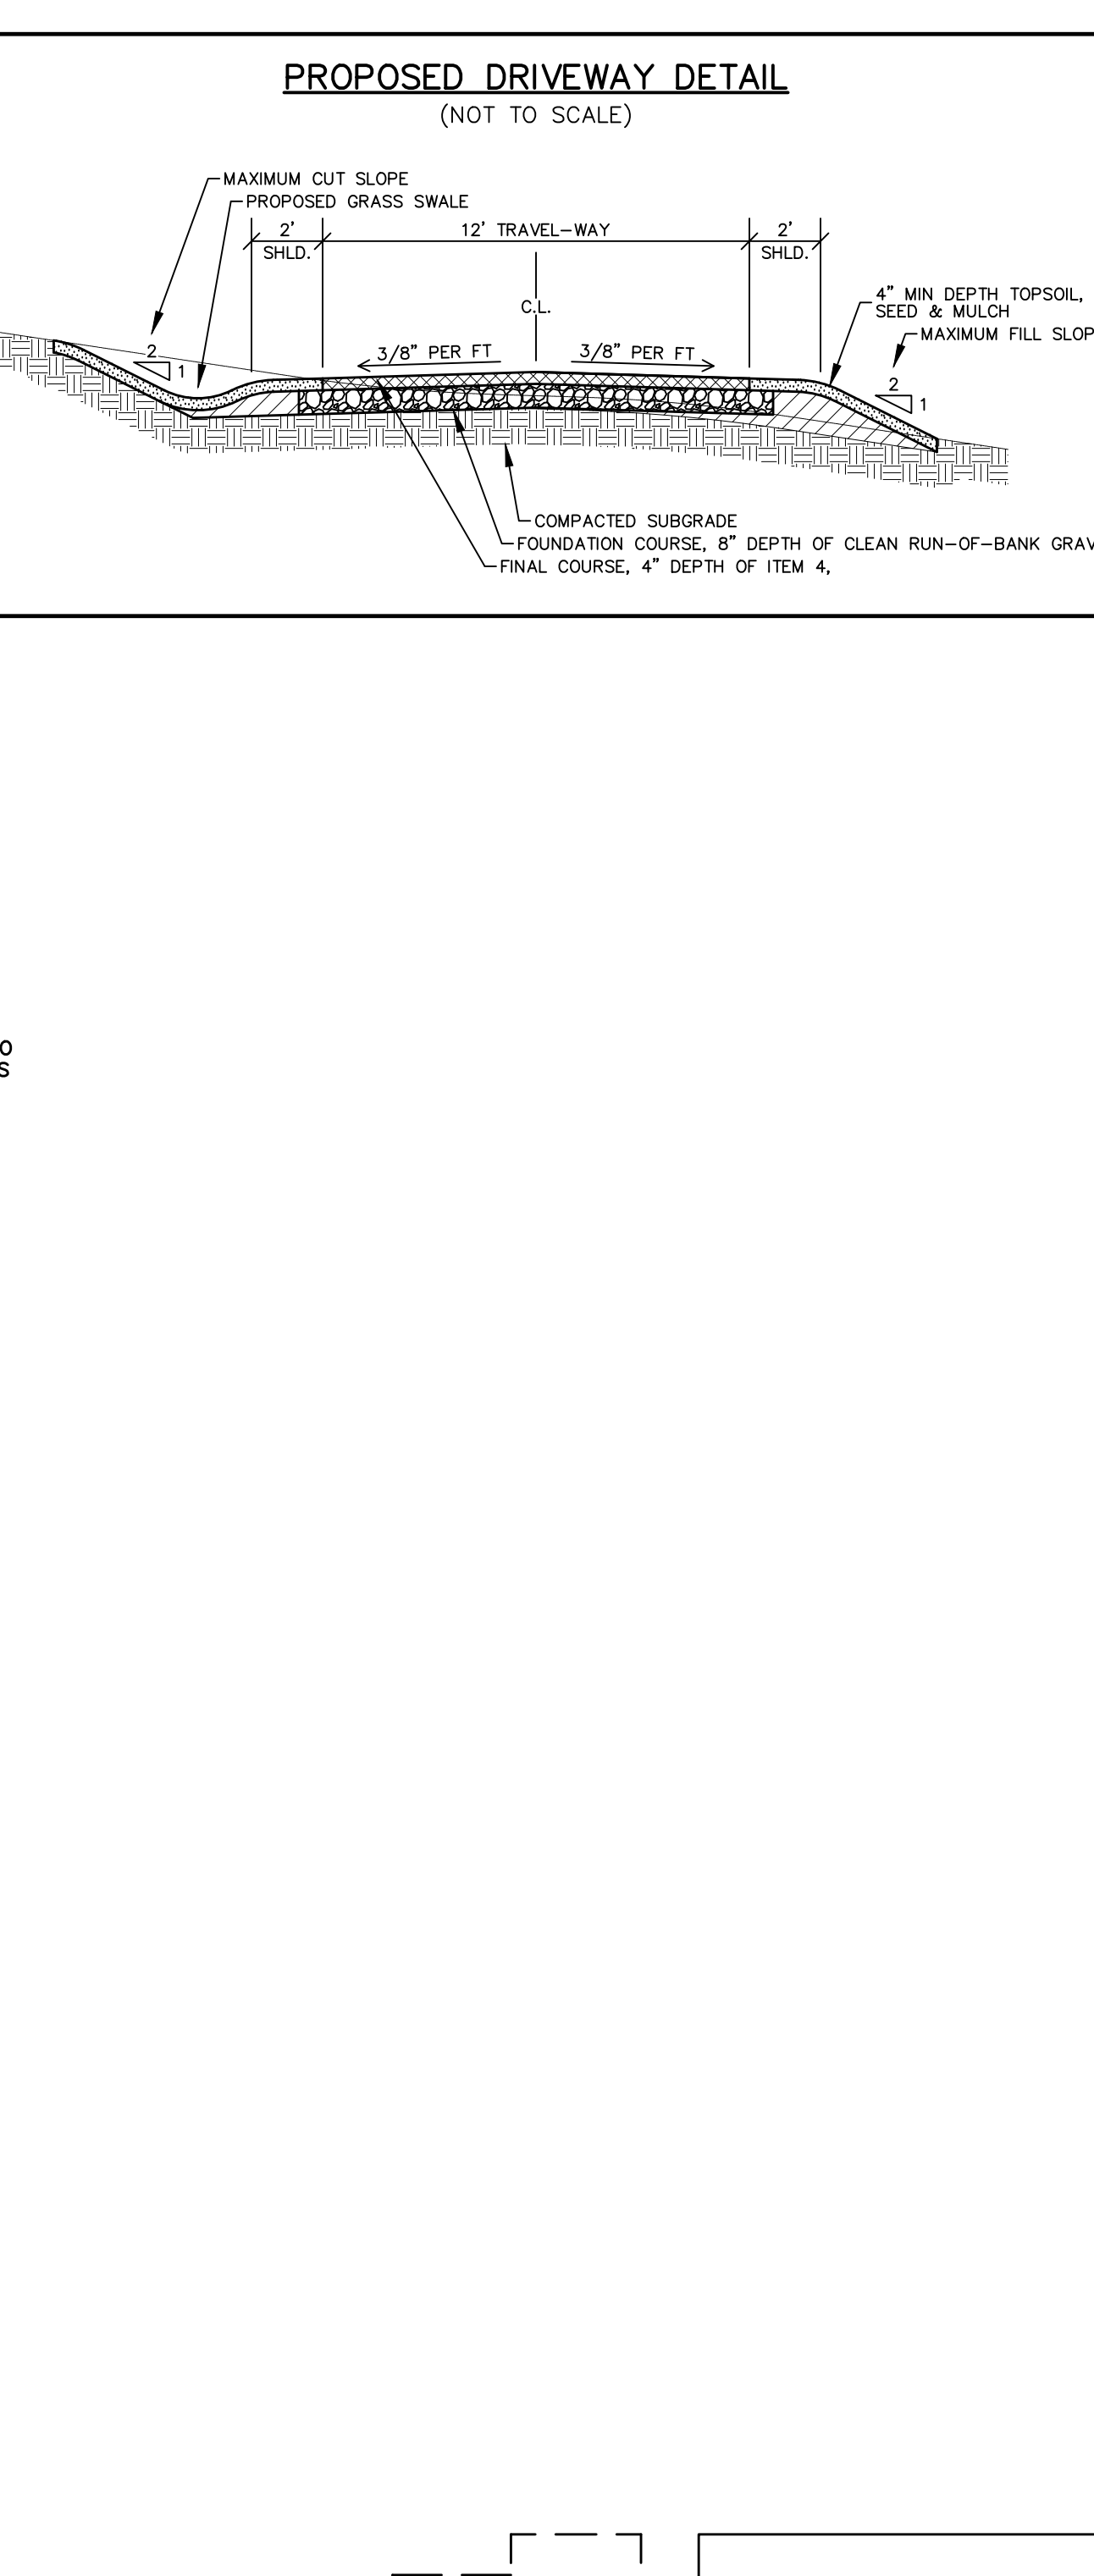 PROPOSED DRIVEWAY DETAIL
(NOT TO SCALE)
MAXIMUM CUT SLOPE
PROPOSED GRASS SWALE
2'
SHLD.
12' TRAVEL-WAY
2'
SHLD.
C.L.
4" MIN DEPTH TOPSOIL,
SEED & MULCH
MAXIMUM FILL SLOP
3/8" PER FT
3/8" PER FT
2
1
2
1
COMPACTED SUBGRADE
FOUNDATION COURSE, 8" DEPTH OF CLEAN RUN-OF-BANK GRAV
FINAL COURSE, 4" DEPTH OF ITEM 4,
O
S